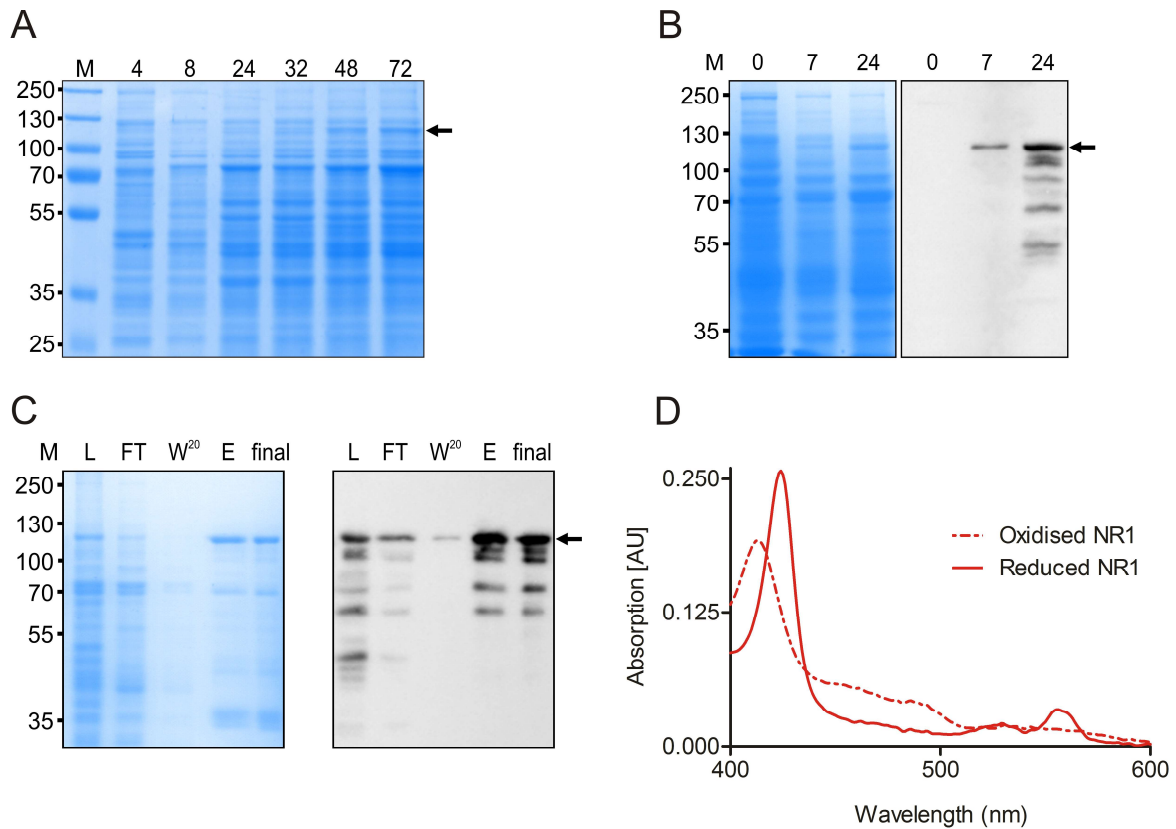 A
M 4 8 24 32 48 72
250
130
100
70
55
35
25
B
M 0 7 24 0 7 24
250
130
100
70
55
35
C
M L FT W20 E final L FT W20 E final
250
130
100
70
55
35
D
0.250
0.125
0.000
Absorption [AU]
Oxidised NR1
Reduced NR1
400 500 600
Wavelength (nm)